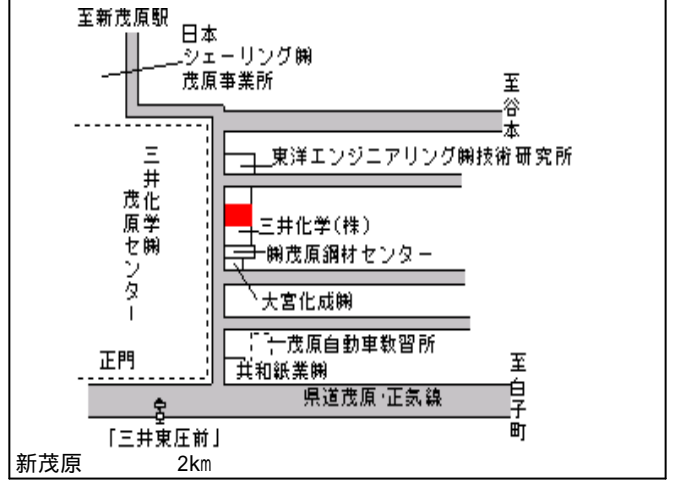 至新茂原駅
日本
シェーリング㈱
茂原事業所
至谷本
東洋エンジニアリング㈱技術研究所
三井化学㈱
茂原センター
三井化学(株)
㈱茂原鋼材センター
大宮化成㈱
茂原自動車教習所
共和紙業㈱
正門
県道茂原・正気線
至白子町
「三井東圧前」
新茂原 2km